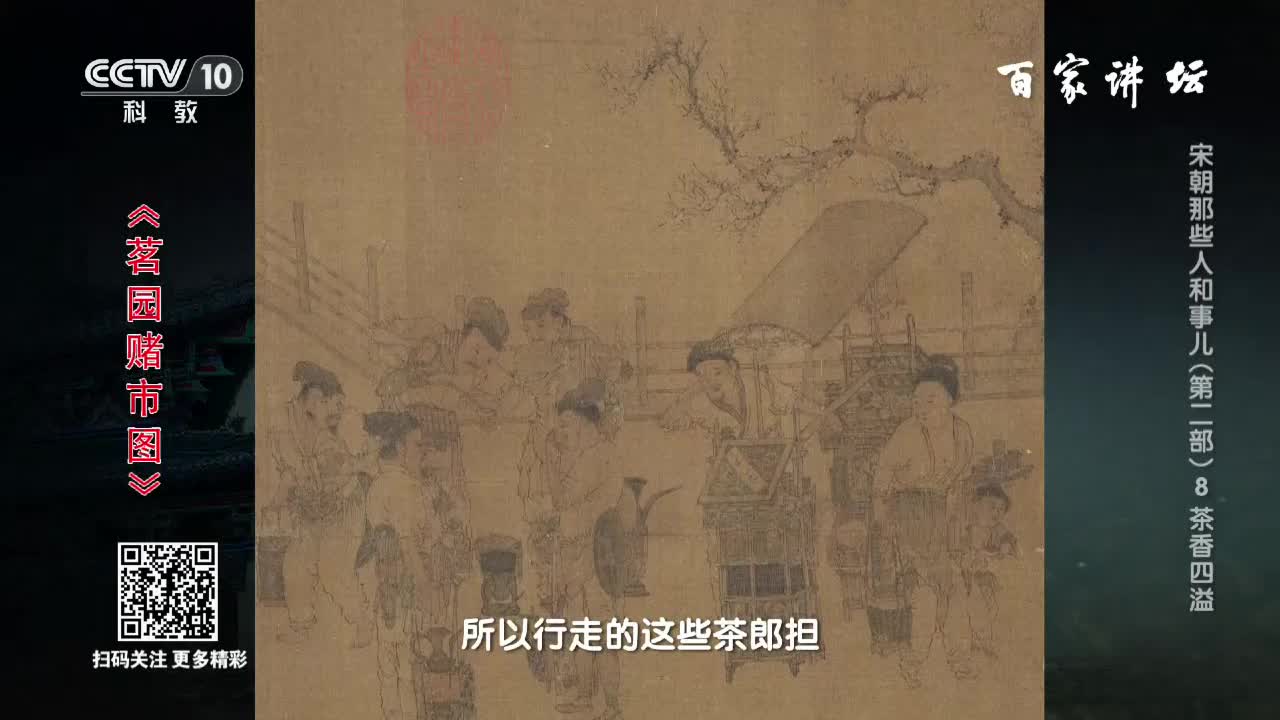 CCTV 10
科教
百家讲坛
《茗园赌市图》
宋朝那些人和事儿（第二部）8 茶香四溢
所以行走的这些茶郎担
扫码关注 更多精彩